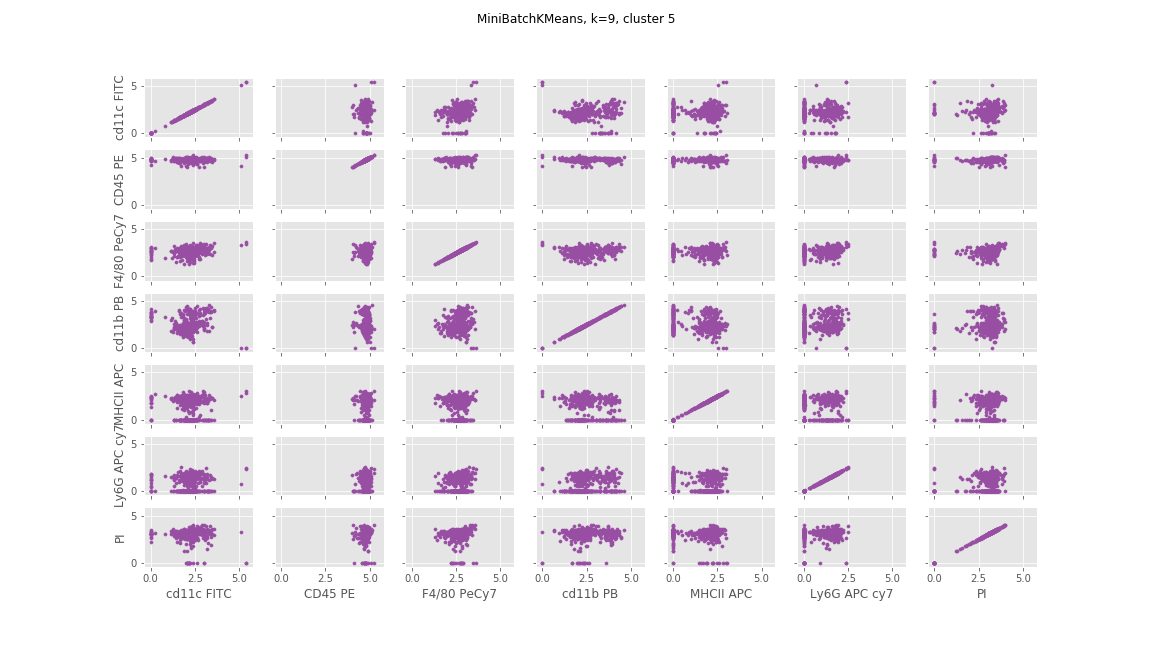 MiniBatchKMeans, k=9, cluster 5
cd11c FITC
5
0
CD45 PE
5
0
F4/80 PeCy7
5
0
cd11b PB
5
0
MHCII APC
5
0
Ly6G APC cy7
5
0
PI
5
0
0.0 2.5 5.0 0.0 2.5 5.0 0.0 2.5 5.0 0.0 2.5 5.0 0.0 2.5 5.0 0.0 2.5 5.0 0.0 2.5 5.0
cd11c FITC CD45 PE F4/80 PeCy7 cd11b PB MHCII APC Ly6G APC cy7 PI